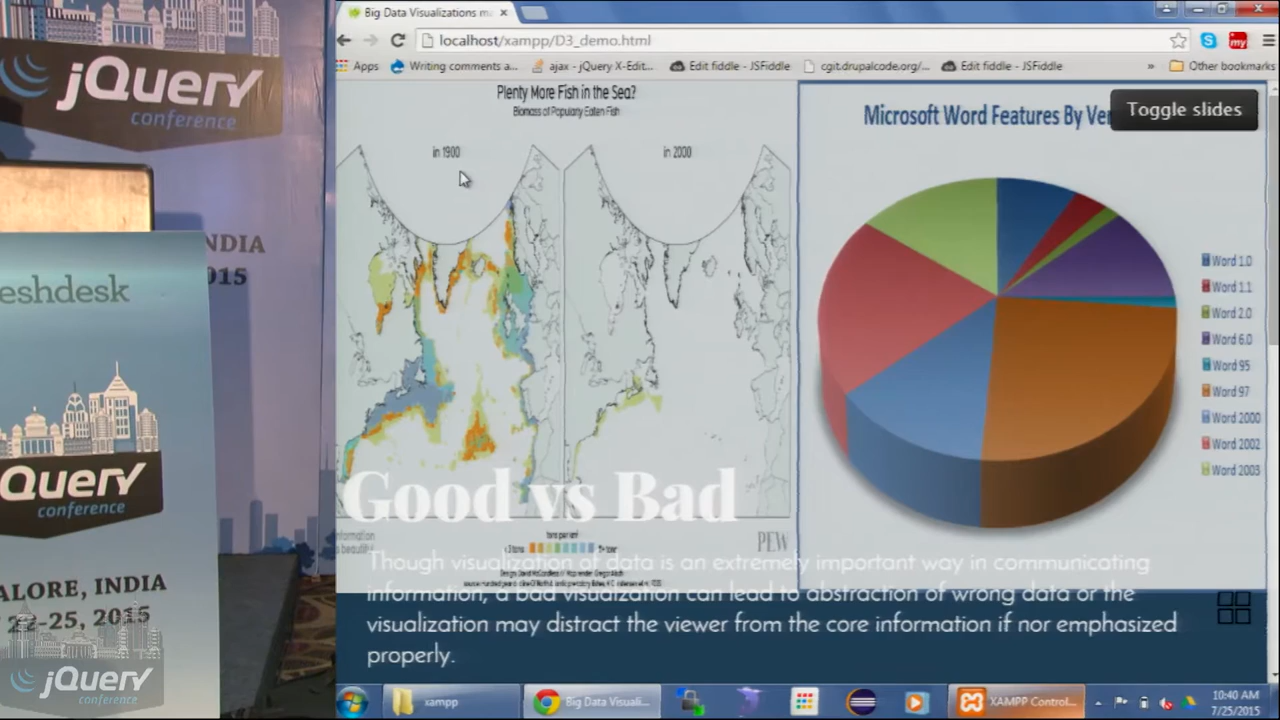 jQuery
conference
NDIA
015
eshdesk
Query
conference
ALORE, INDIA
22-25, 2015
jQuery
conference
Big Data Visualizations m
localhost/xampp/D3_demo.html
Apps
Writing comments a...
ajax - jQuery X-Edit...
Edit fiddle - JSFiddle
cgit.drupalcode.org/...
Edit fiddle - JSFiddle
»
Other bookmarks
Plenty More Fish in the Sea?
Biomass of Popularly Eaten Fish
in 1900
in 2000
PEW
Microsoft Word Features By Ver
Toggle slides
Word 1.0
Word 1.1
Word 2.0
Word 6.0
Word 95
Word 97
Word 2000
Word 2002
Word 2003
Good vs Bad
Though visualization of data is an extremely important way in communicating
information, a bad visualization can lead to abstraction of wrong data or the
visualization may distract the viewer from the core information if nor emphasized
properly.
xampp
Big Data Visuali...
XAMPP Control...
10:40 AM
7/25/2015